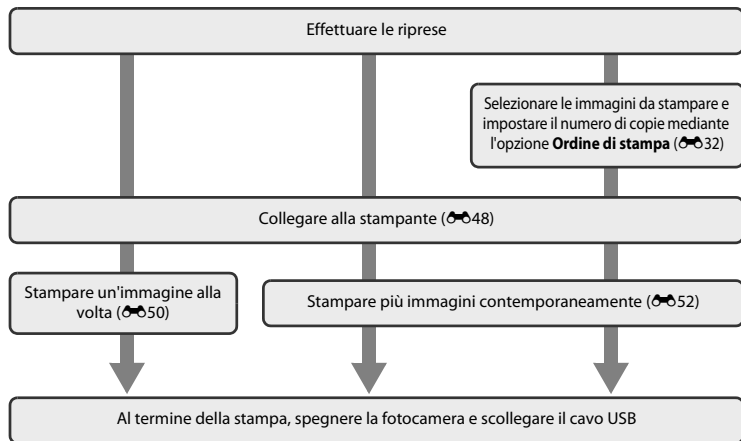 Effettuare le riprese
Selezionare le immagini da stampare e
impostare il numero di copie mediante
l'opzione Ordine di stampa (32)
Collegare alla stampante (48)
Stampare un'immagine alla
volta (50)
Stampare più immagini contemporaneamente (52)
Al termine della stampa, spegnere la fotocamera e scollegare il cavo USB